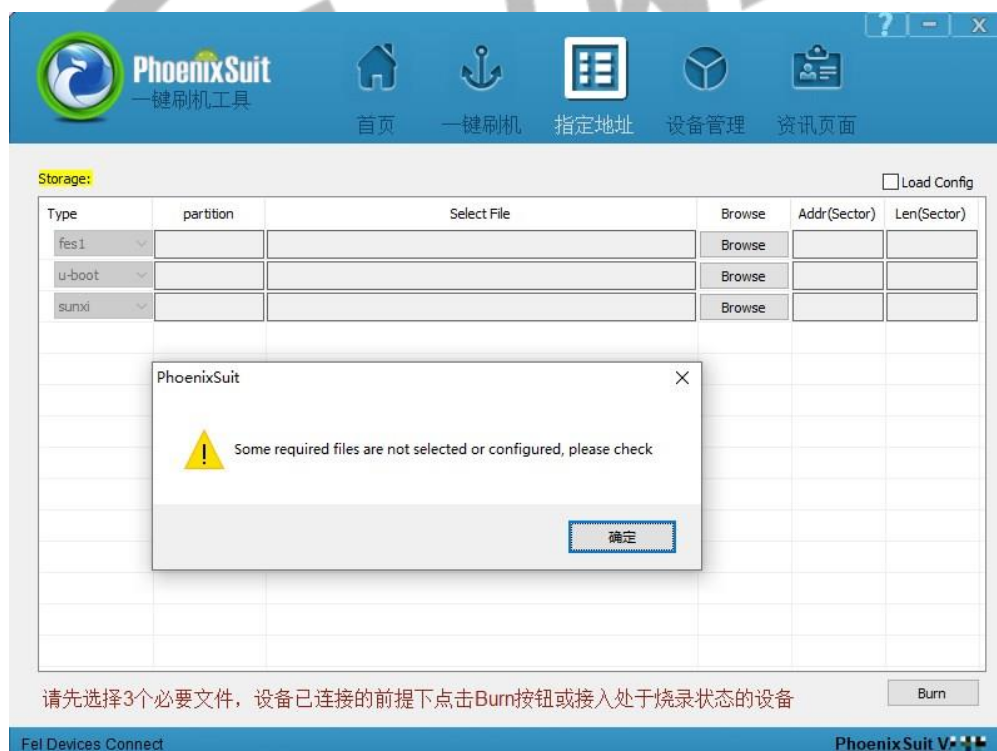 ? — X
PhoenixSuit
一键刷机工具
首页 一键刷机 指定地址 设备管理 资讯页面
Storage:
Load Config
Type partition Select File Browse Addr(Sector) Len(Sector)
fes1 Browse
u-boot Browse
sunxi Browse
PhoenixSuit
Some required files are not selected or configured, please check
确定
请先选择3个必要文件，设备已连接的前提下点击Burn按钮或接入处于烧录状态的设备
Burn
Fel Devices Connect
PhoenixSuit